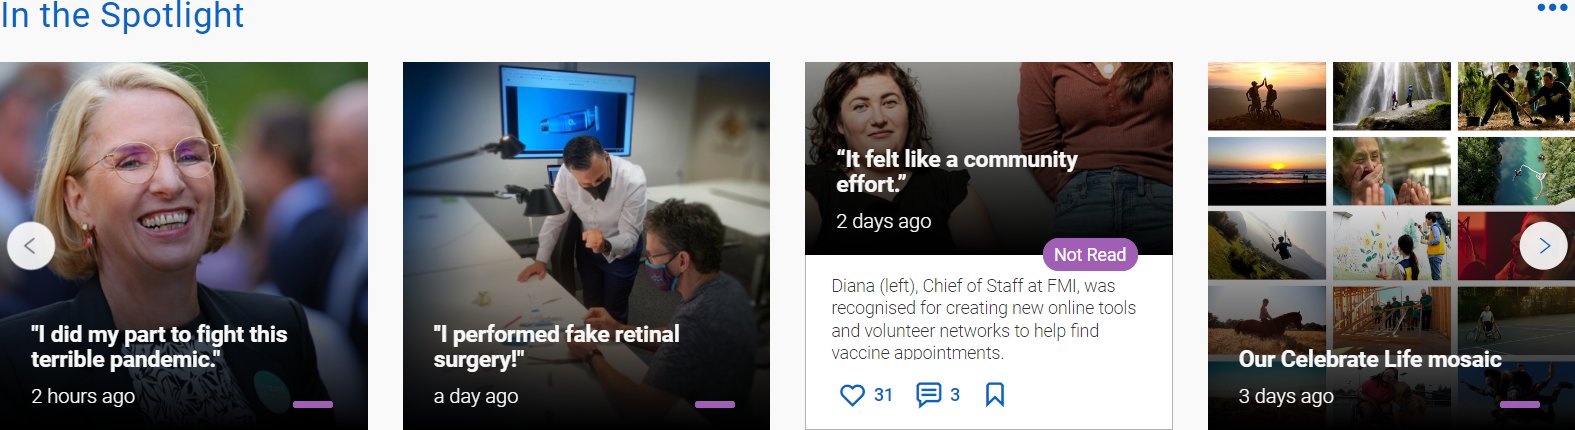 In the Spotlight
"I did my part to fight this
terrible pandemic."
2 hours ago
"I performed fake retinal
surgery!"
a day ago
“It felt like a community
effort.”
2 days ago
Not Read
Diana (left), Chief of Staff at FMI, was
recognised for creating new online tools
and volunteer networks to help find
vaccine appointments.
31
3
Our Celebrate Life mosaic
3 days ago